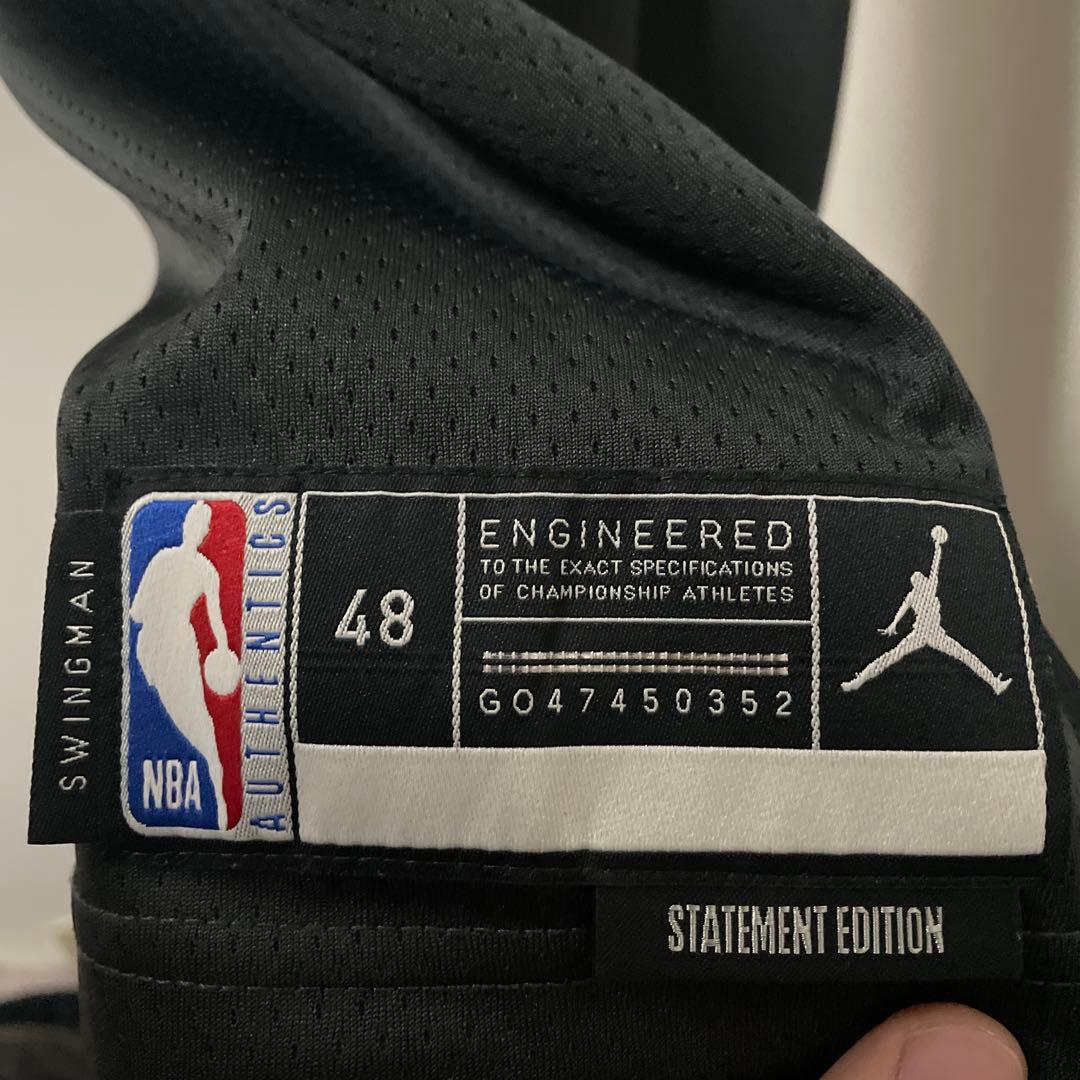 SWINGMAN
NBA
AUTHENTICS
48
ENGINEERED
TO THE EXACT SPECIFICATIONS
OF CHAMPIONSHIP ATHLETES
GO47450352
STATEMENT EDITION